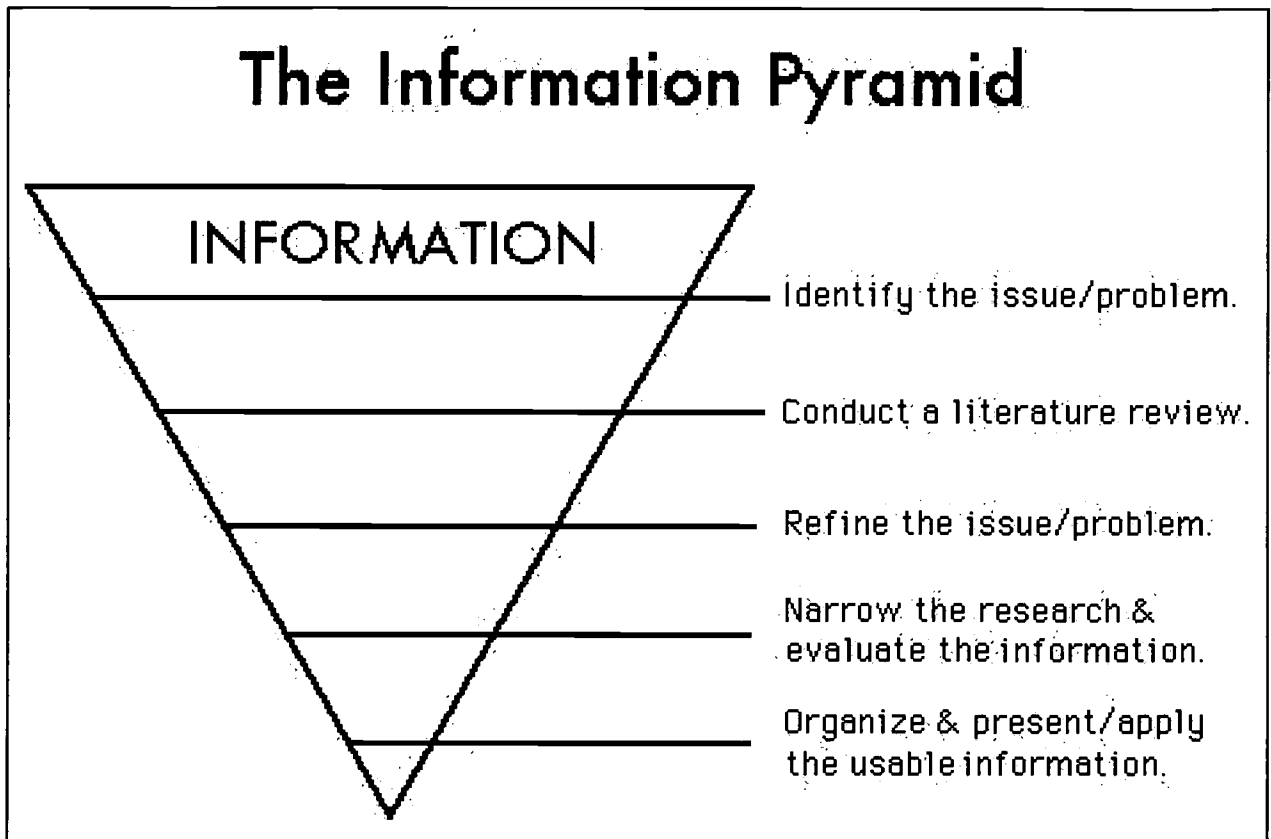 The Information Pyramid
INFORMATION
Identify the issue/problem.
Conduct a literature review.
Refine the issue/problem.
Narrow the research &
evaluate the information.
Organize & present/apply
the usable information.